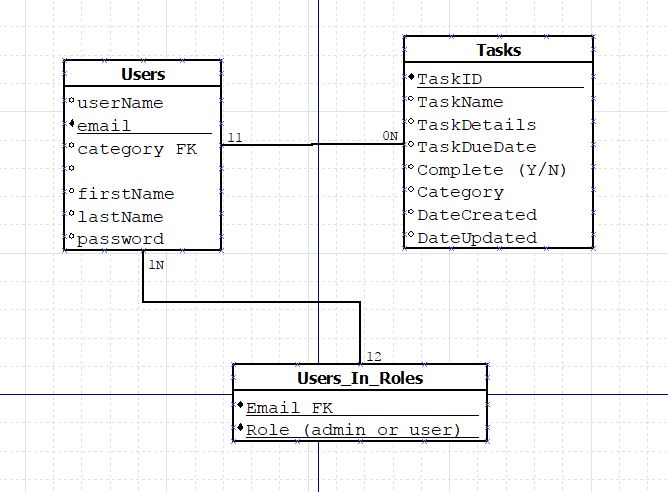 Users
userName
email
category FK
firstName
lastName
password
11
0N
Tasks
TaskID
TaskName
TaskDetails
TaskDueDate
Complete (Y/N)
Category
DateCreated
DateUpdated
1N
12
Users_In_Roles
Email FK
Role (admin or user)